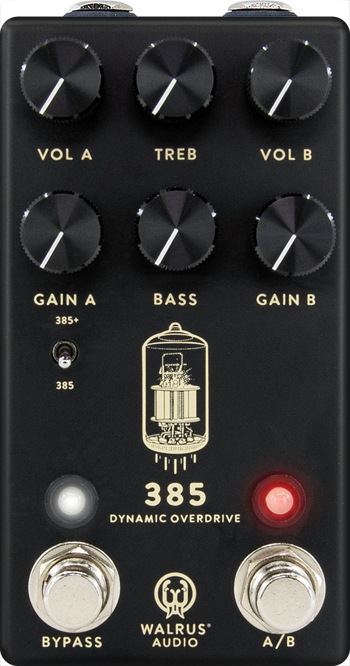 VOL A TREB VOL B
GAIN A BASS GAIN B
385+
385
385
DYNAMIC OVERDRIVE
BYPASS WALRUS® A/B
AUDIO